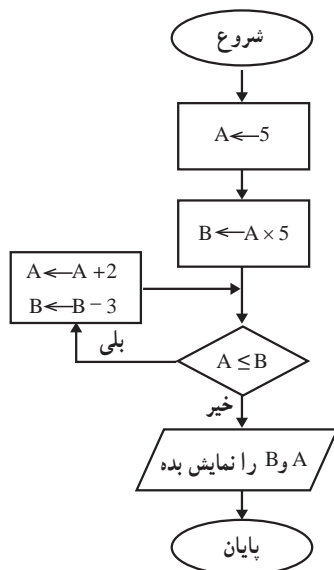 شروع
A←5
B←A × 5
A←A +2
B←B − 3
بلی
A ≤ B
خیر
A و B را نمایش بده
پایان